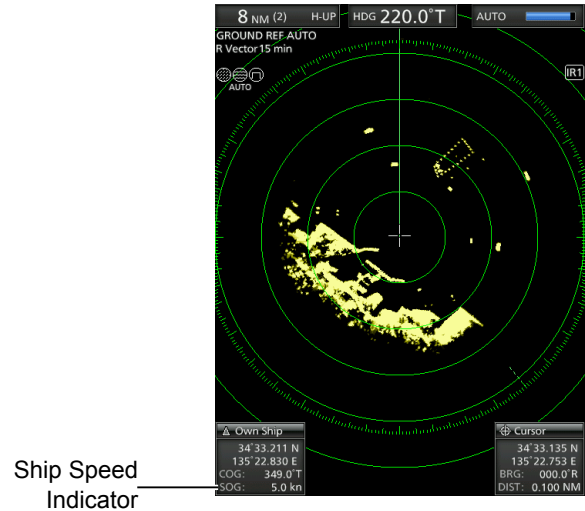 8 NM (2) H-UP HDG 220.0°T AUTO
GROUND REF AUTO
R Vector 15 min
IR1
AUTO
Own Ship
34°33.211 N
135°22.830 E
COG: 349.0°T
SOG: 5.0 kn
Cursor
34°33.135 N
135°22.753 E
BRG: 000.0°R
DIST: 0.100 NM
Ship Speed
Indicator